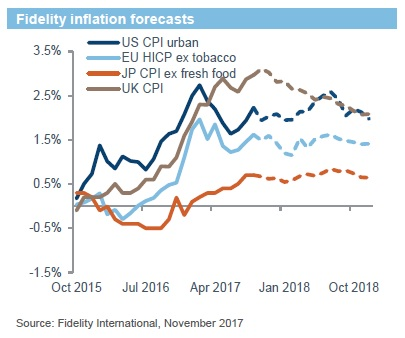 Fidelity inflation forecasts
3.5%
2.5%
1.5%
0.5%
-0.5%
-1.5%
US CPI urban
EU HICP ex tobacco
JP CPI ex fresh food
UK CPI
Oct 2015 Jul 2016 Apr 2017 Jan 2018 Oct 2018
Source: Fidelity International, November 2017